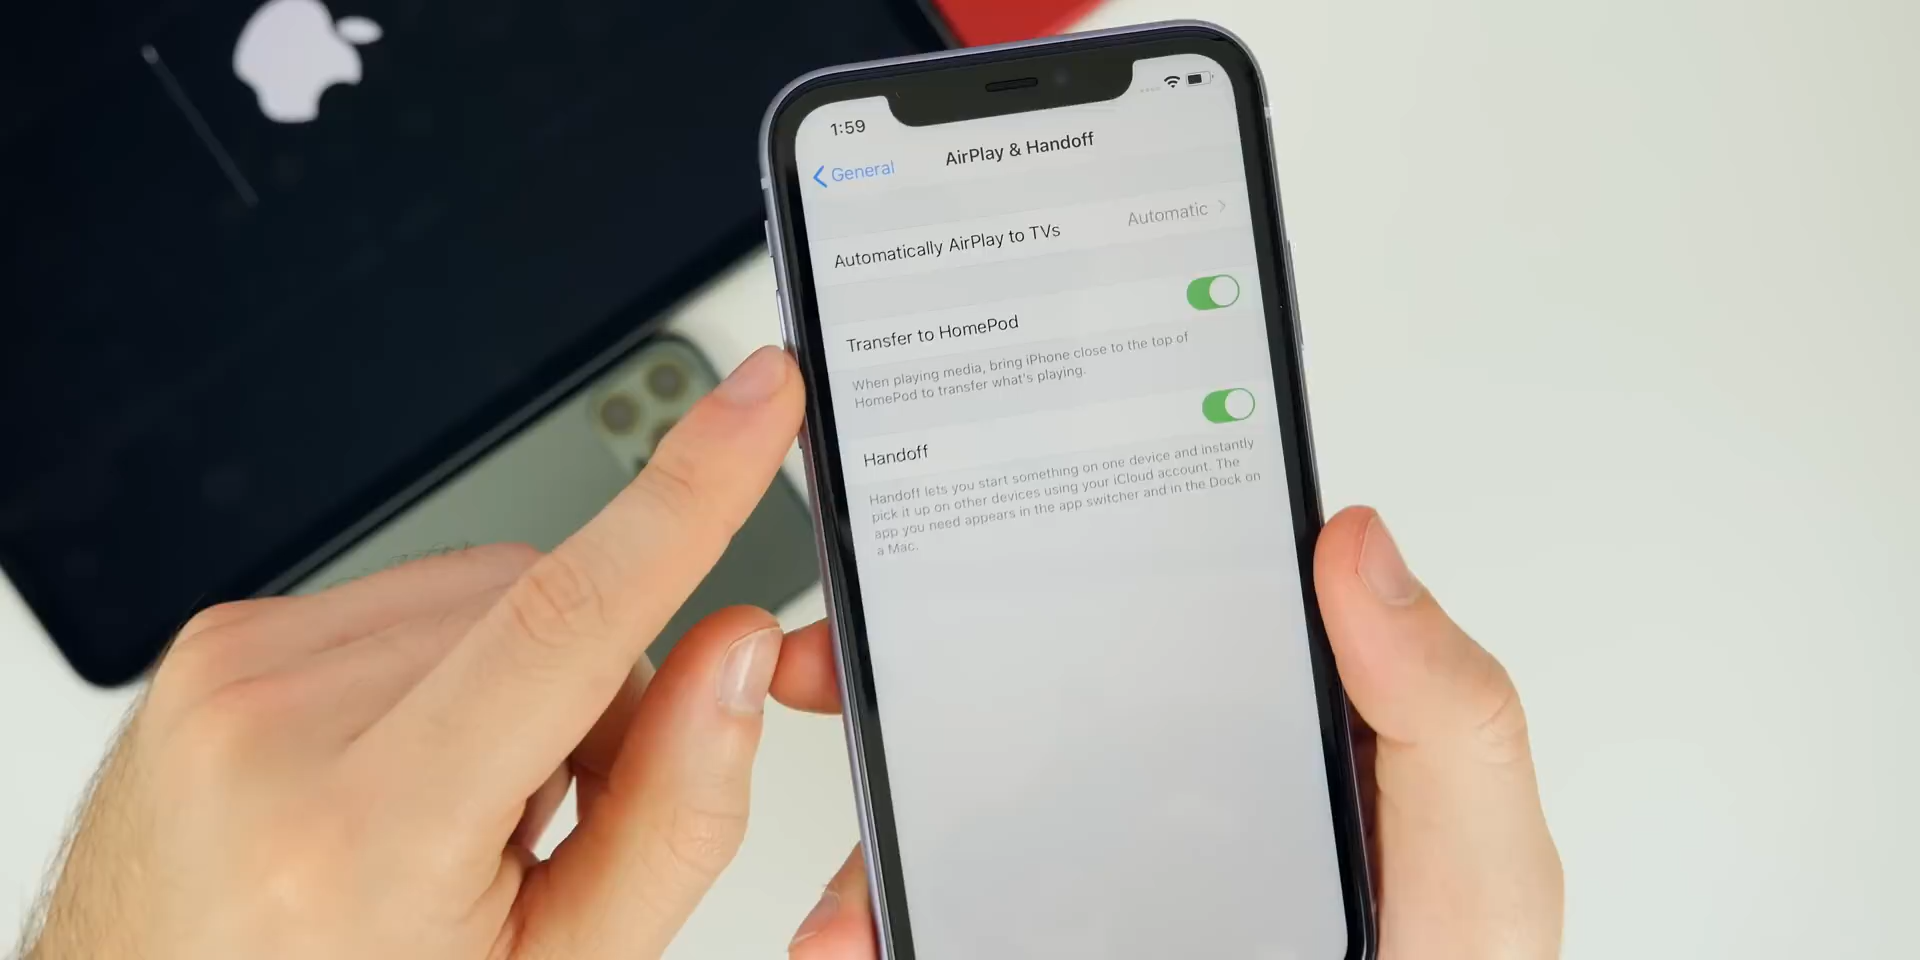 1:59
General
AirPlay & Handoff
Automatically AirPlay to TVs
Automatic
Transfer to HomePod
When playing media, bring iPhone close to the top of
HomePod to transfer what's playing.
Handoff
Handoff lets you start something on one device and instantly
pick it up on other devices using your iCloud account. The
app you need appears in the app switcher and in the Dock on
a Mac.